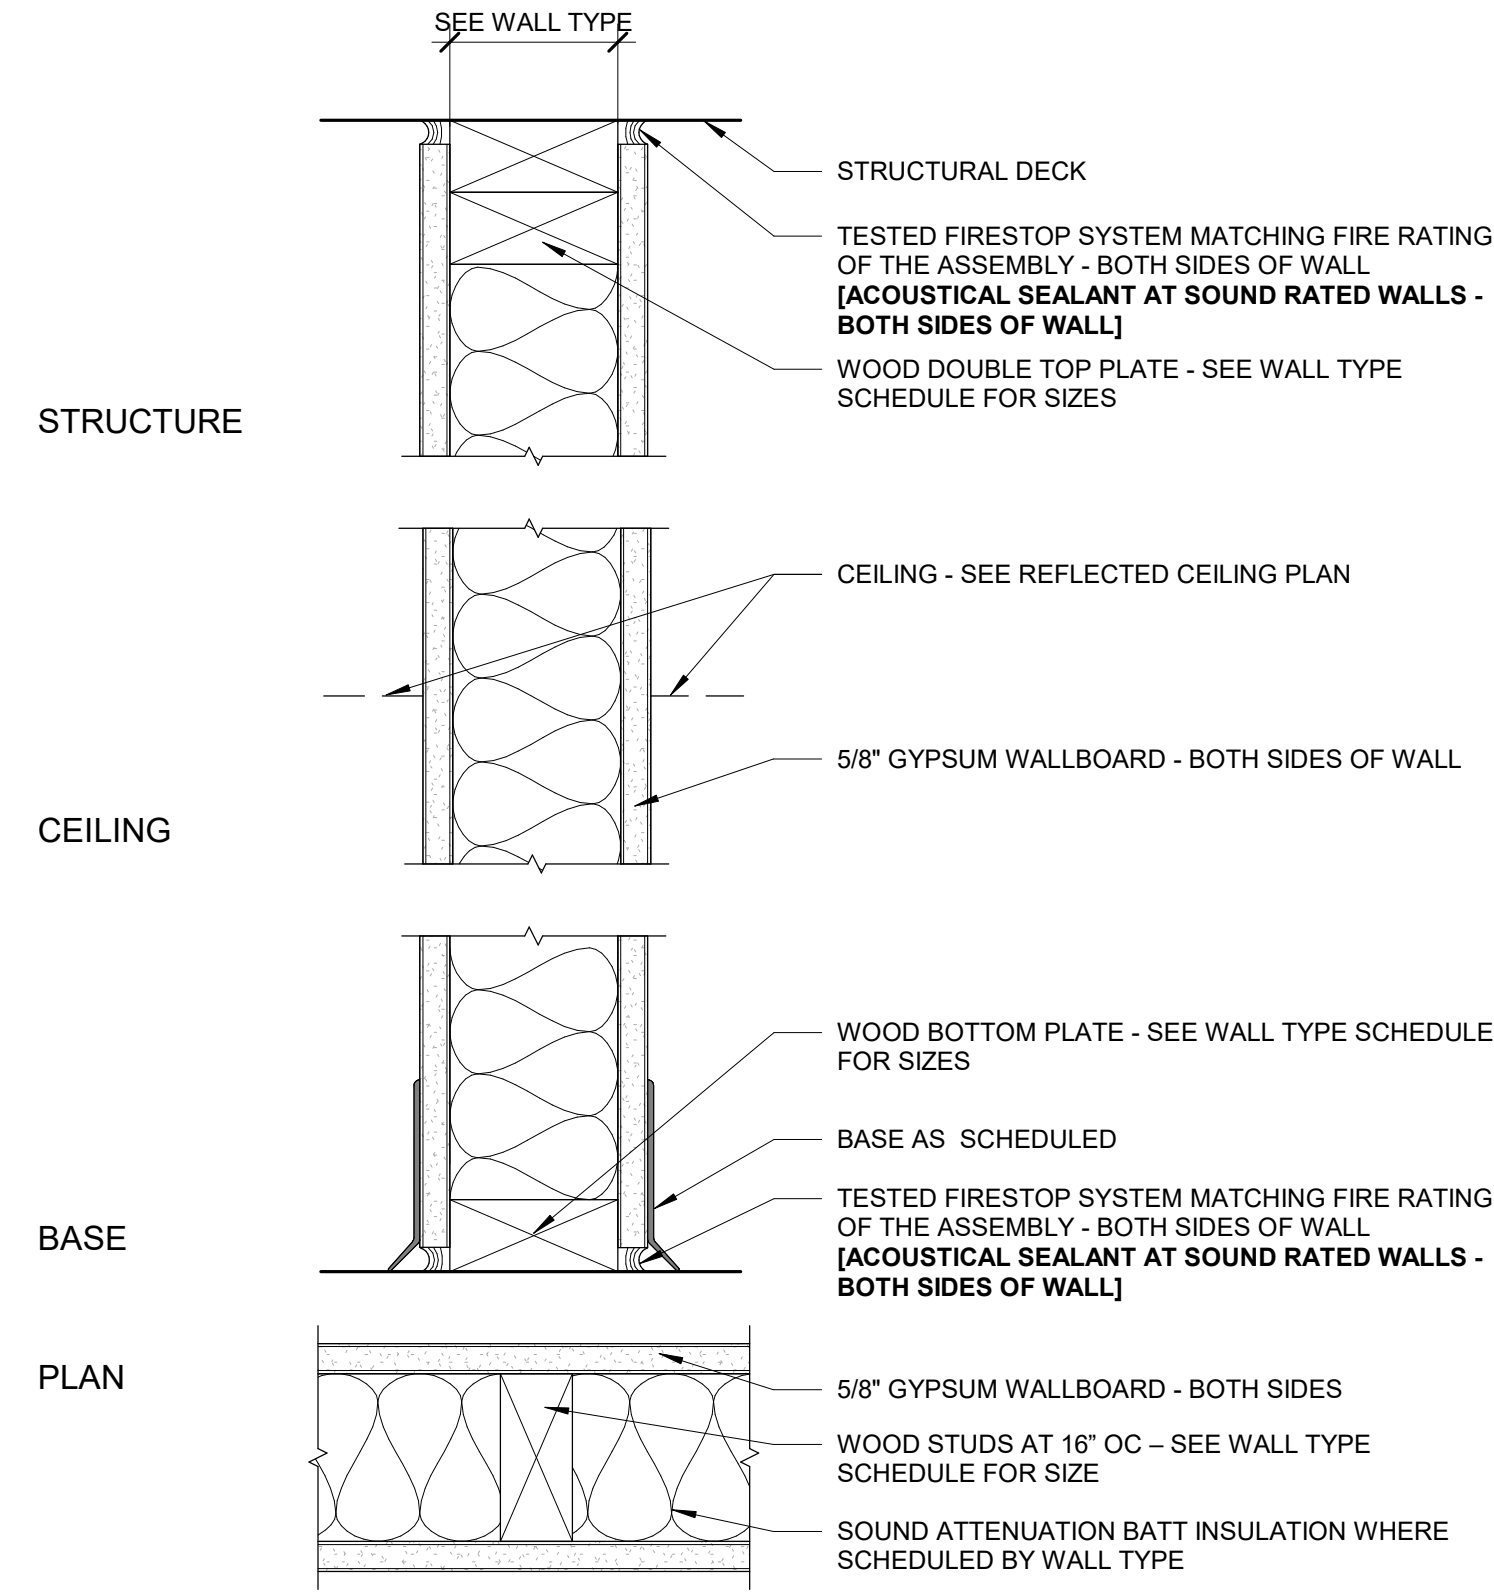 SEE WALL TYPE
STRUCTURAL DECK
TESTED FIRESTOP SYSTEM MATCHING FIRE RATING
OF THE ASSEMBLY - BOTH SIDES OF WALL
[ACOUSTICAL SEALANT AT SOUND RATED WALLS -
BOTH SIDES OF WALL]
WOOD DOUBLE TOP PLATE - SEE WALL TYPE
SCHEDULE FOR SIZES
STRUCTURE
CEILING - SEE REFLECTED CEILING PLAN
5/8" GYPSUM WALLBOARD - BOTH SIDES OF WALL
CEILING
WOOD BOTTOM PLATE - SEE WALL TYPE SCHEDULE
FOR SIZES
BASE AS  SCHEDULED
TESTED FIRESTOP SYSTEM MATCHING FIRE RATING
OF THE ASSEMBLY - BOTH SIDES OF WALL
[ACOUSTICAL SEALANT AT SOUND RATED WALLS -
BOTH SIDES OF WALL]
BASE
PLAN
5/8" GYPSUM WALLBOARD - BOTH SIDES
WOOD STUDS AT 16” OC – SEE WALL TYPE
SCHEDULE FOR SIZE
SOUND ATTENUATION BATT INSULATION WHERE
SCHEDULED BY WALL TYPE